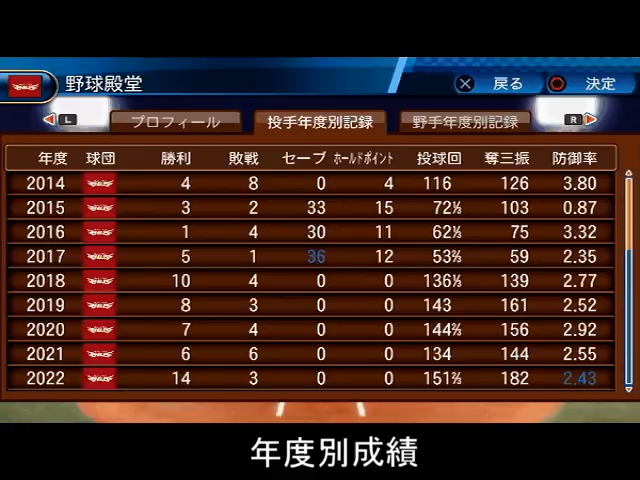 野球殿堂
戻る 決定
L プロフィール 投手年度別記録 野手年度別記録 R
年度 球団 勝利 敗戦 セーブ ホールドポイント 投球回 奪三振 防御率
2014 4 8 0 4 116 126 3.80
2015 3 2 33 15 72⅓ 103 0.87
2016 1 4 30 11 62⅓ 75 3.32
2017 5 1 36 12 53⅔ 59 2.35
2018 10 4 0 0 136⅓ 139 2.77
2019 8 3 0 0 143 161 2.52
2020 7 4 0 0 144⅔ 156 2.92
2021 6 6 0 0 134 144 2.55
2022 14 3 0 0 151⅔ 182 2.43
年度別成績